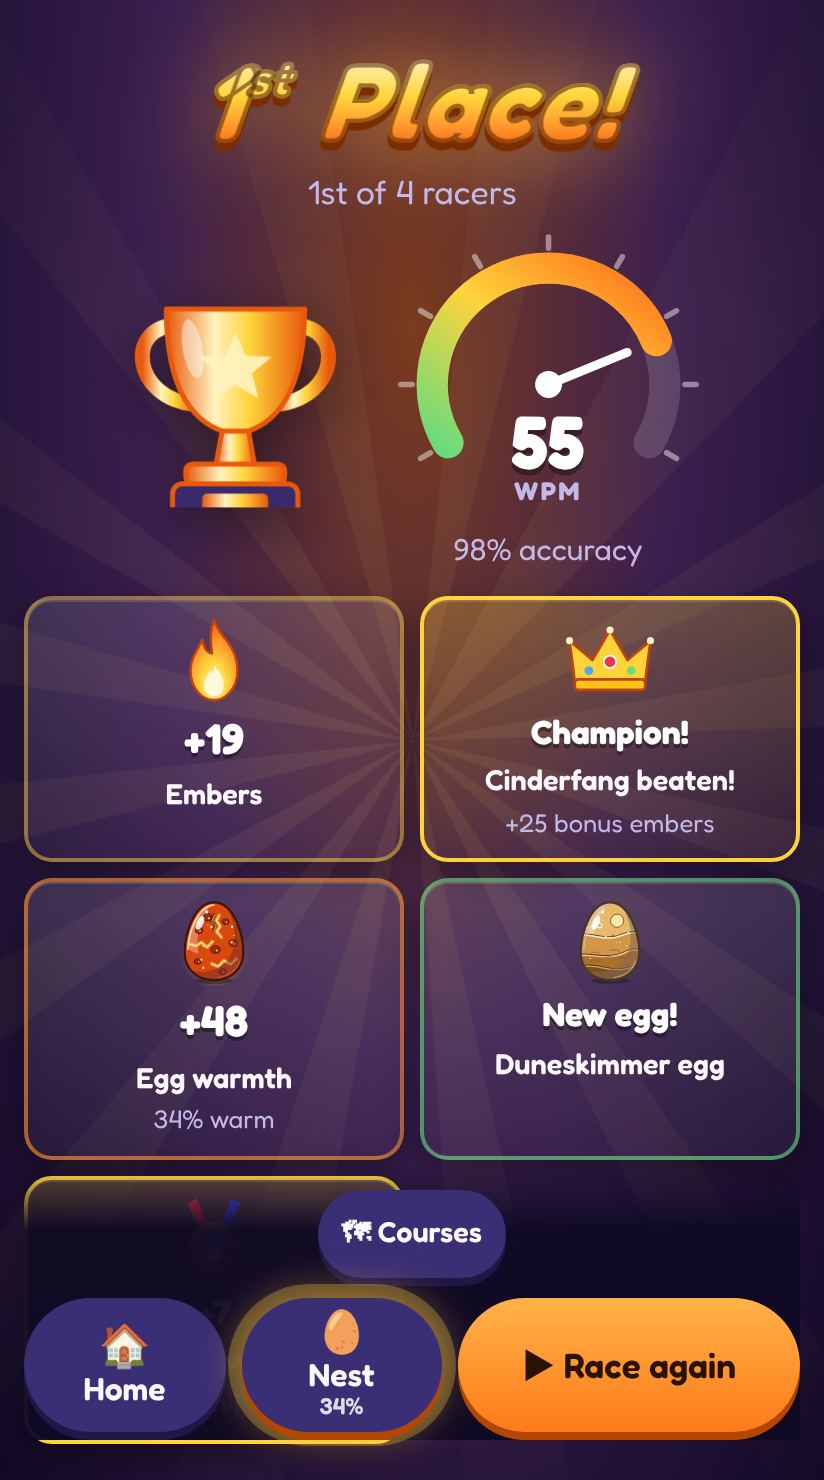 1st Place!
1st of 4 racers
55
WPM
98% accuracy
+19
Embers
Champion!
Cinderfang beaten!
+25 bonus embers
+48
Egg warmth
34% warm
New egg!
Duneskimmer egg
Courses
Home
Nest
34%
Race again